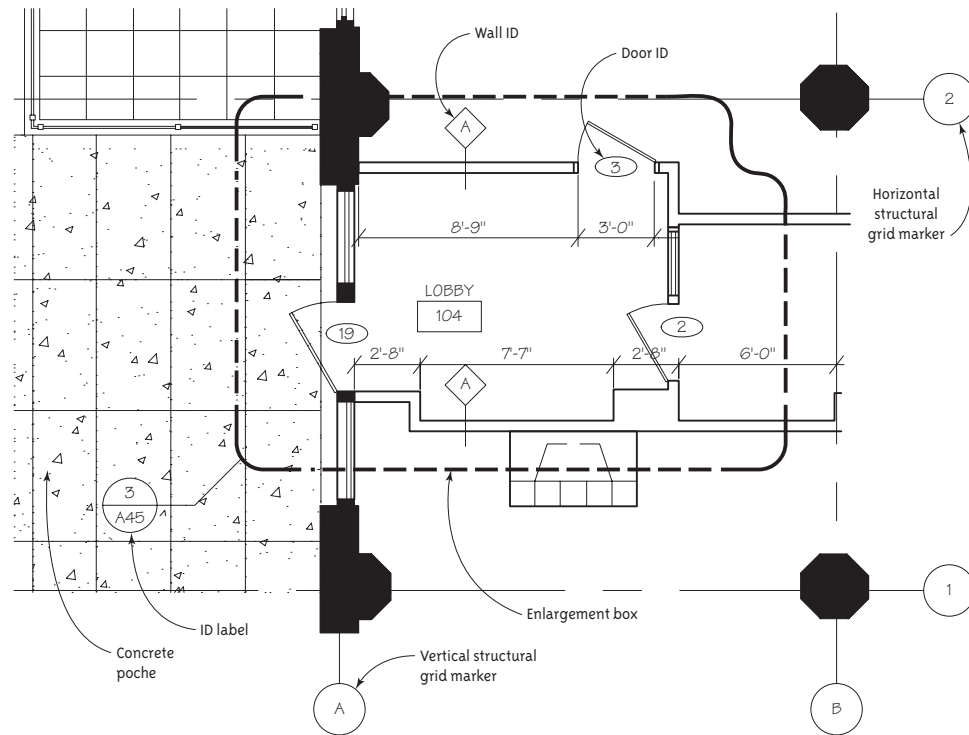 Wall ID
Door ID
A
2
3
Horizontal
structural
grid marker
8'-9"
3'-0"
LOBBY
104
19
2
2'-8"
7'-7"
2'-8"
6'-0"
A
3
A45
1
Enlargement box
ID label
Concrete
poche
Vertical structural
grid marker
A
B